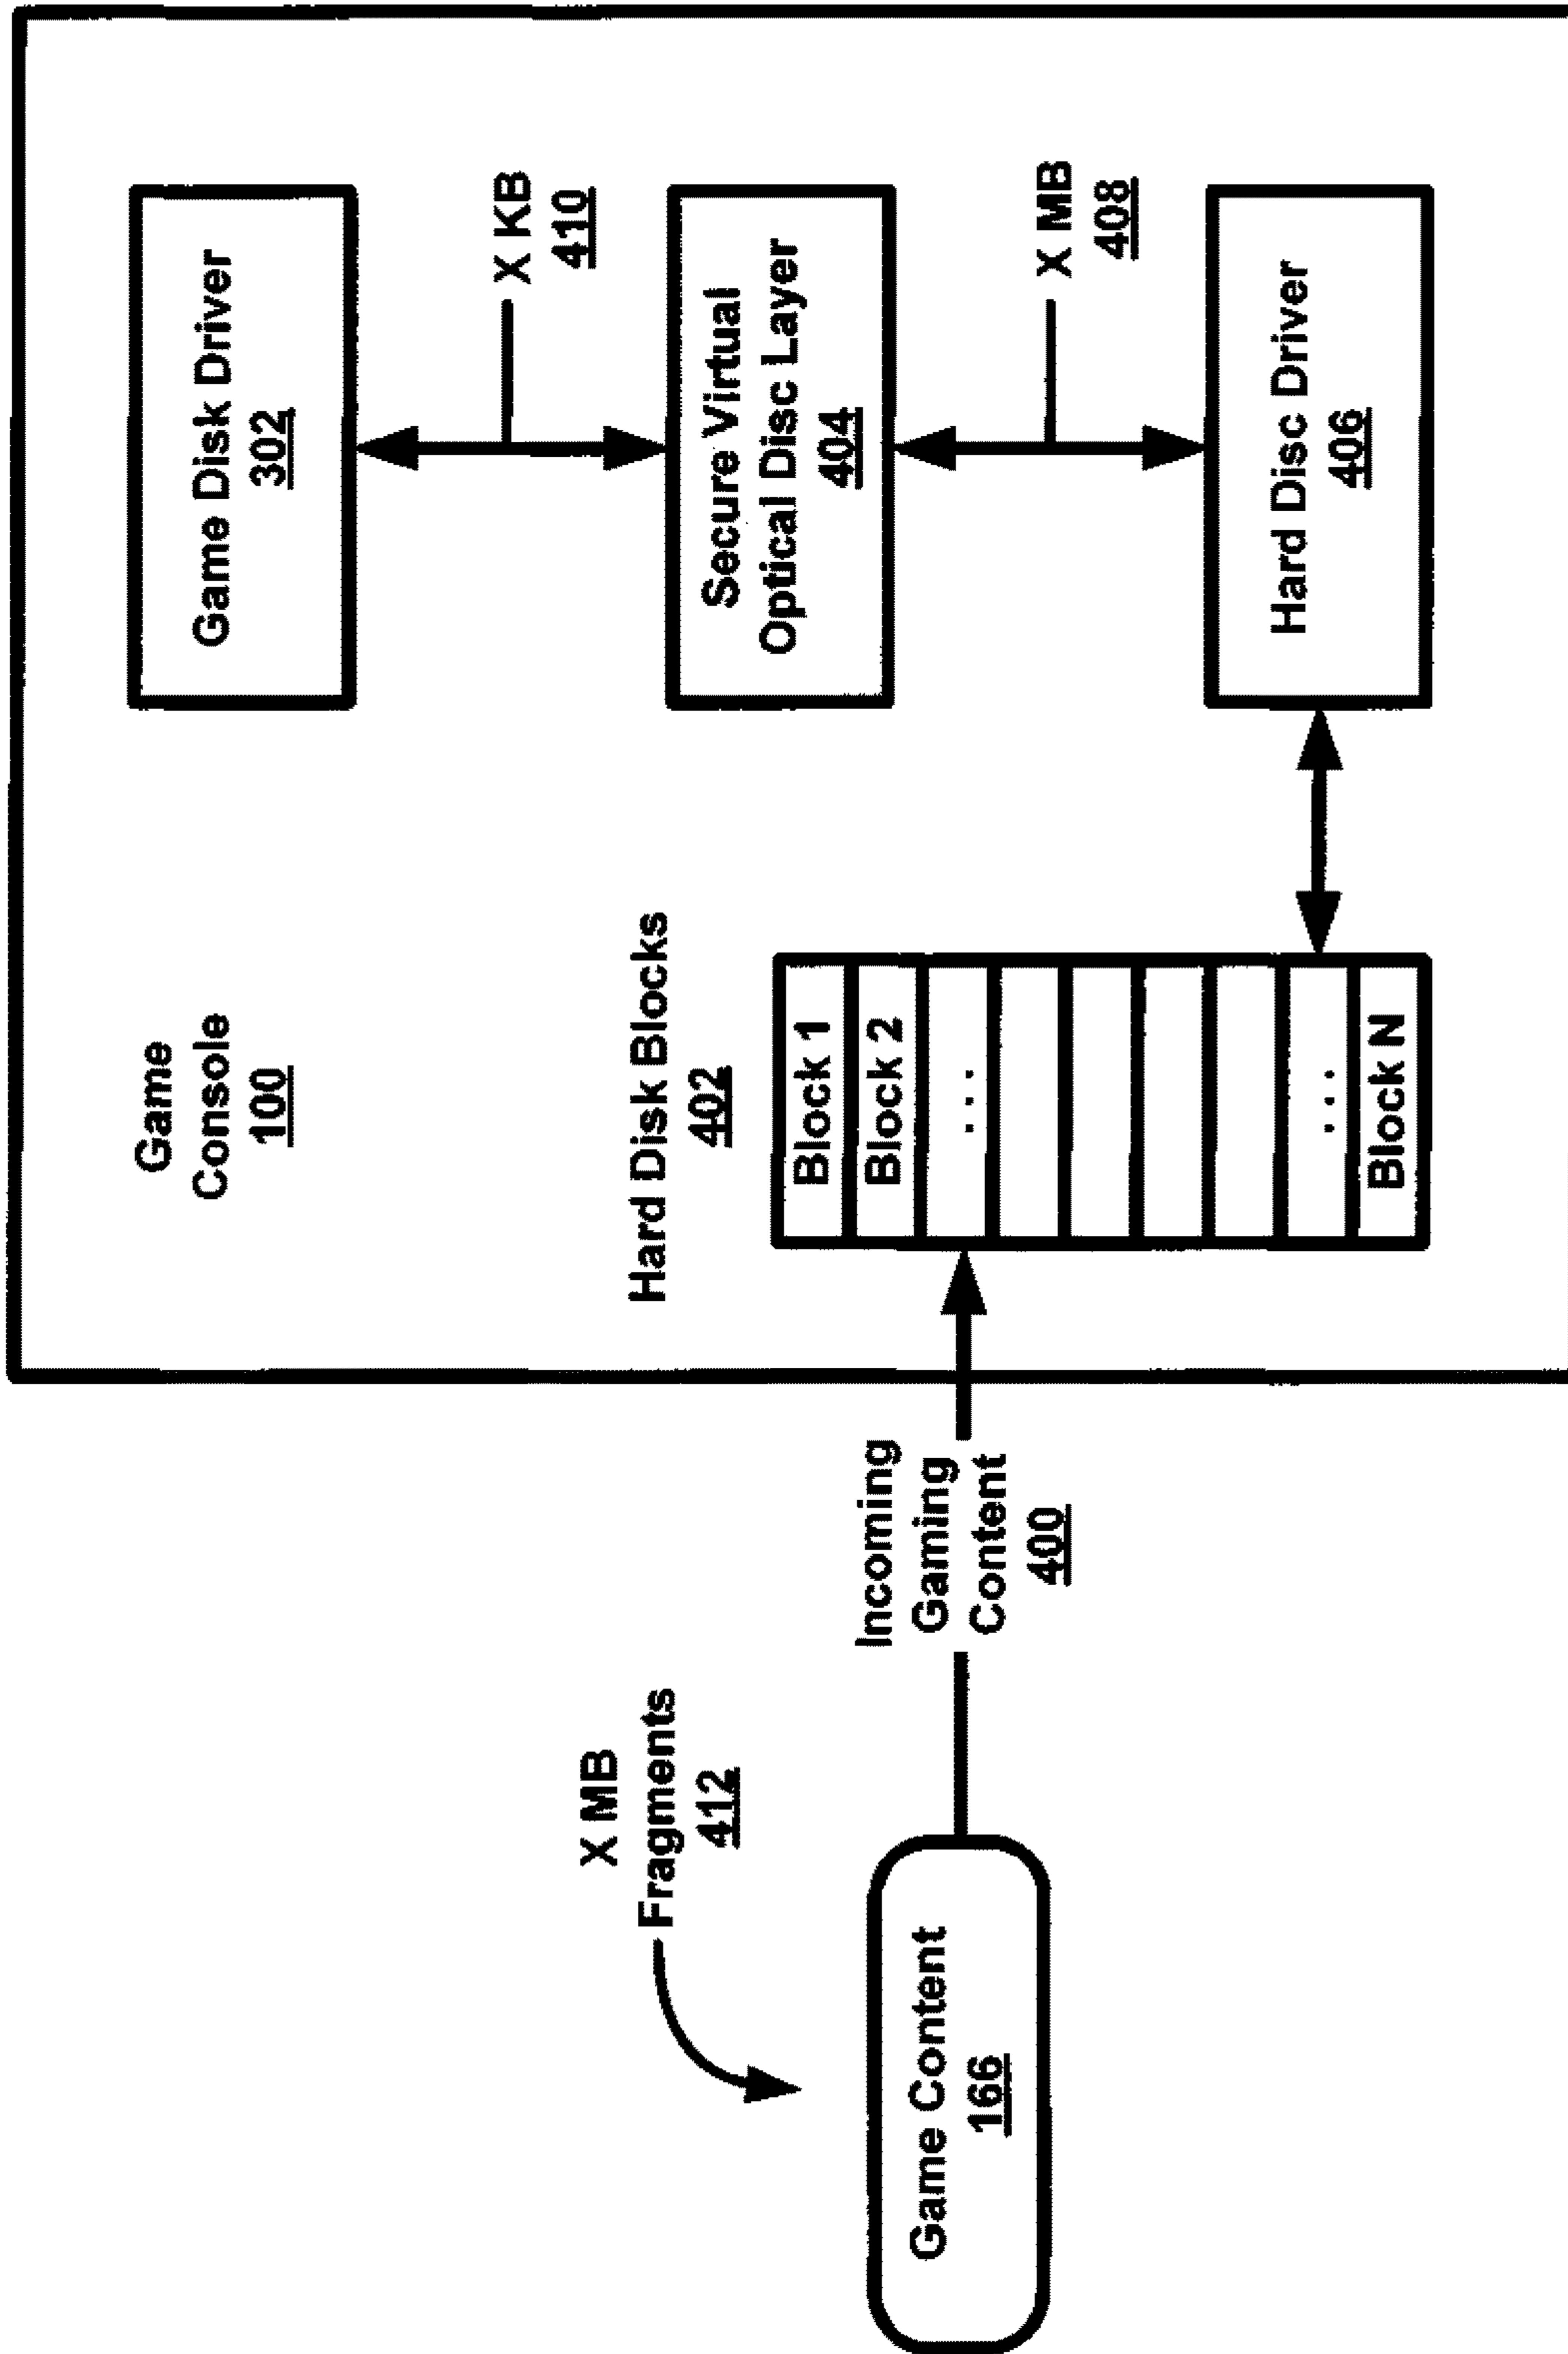 Game
Console
100
Game Disk Driver
302
X KB
410
Secure Virtual
Optical Disc Layer
404
X MB
408
Hard Disc Driver
406
Hard Disk Blocks
402
Block 1
Block 2
...
...
Block N
Incoming
Gaming
Content
400
X MB
Fragments
412
Game Content
166